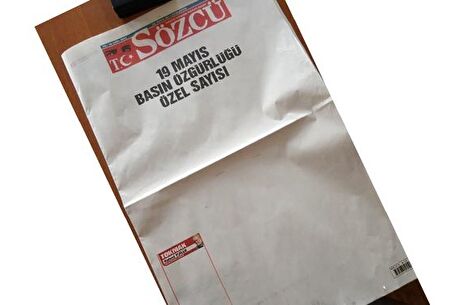 T.C. SÖZCÜ
19 MAYIS
BASIN ÖZGÜRLÜĞÜ
ÖZEL SAYISI